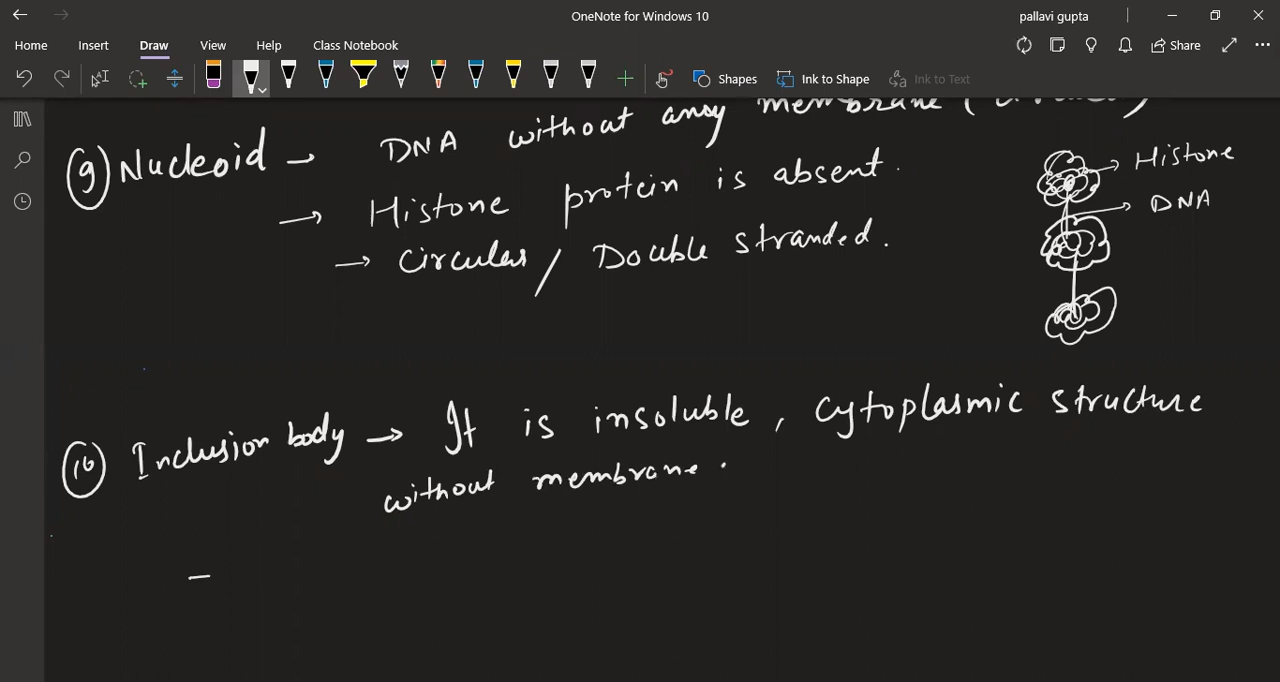 OneNote for Windows 10
pallavi gupta
Home Insert Draw View Help Class Notebook
Share
Shapes Ink to Shape Ink to Text
(9) Nucleoid - DNA without any membrane (
→ Histone protein is absent.
→ Circular / Double stranded.
→ Histone
→ DNA
(10) Inclusion body → It is insoluble, cytoplasmic structure
without membrane.
-